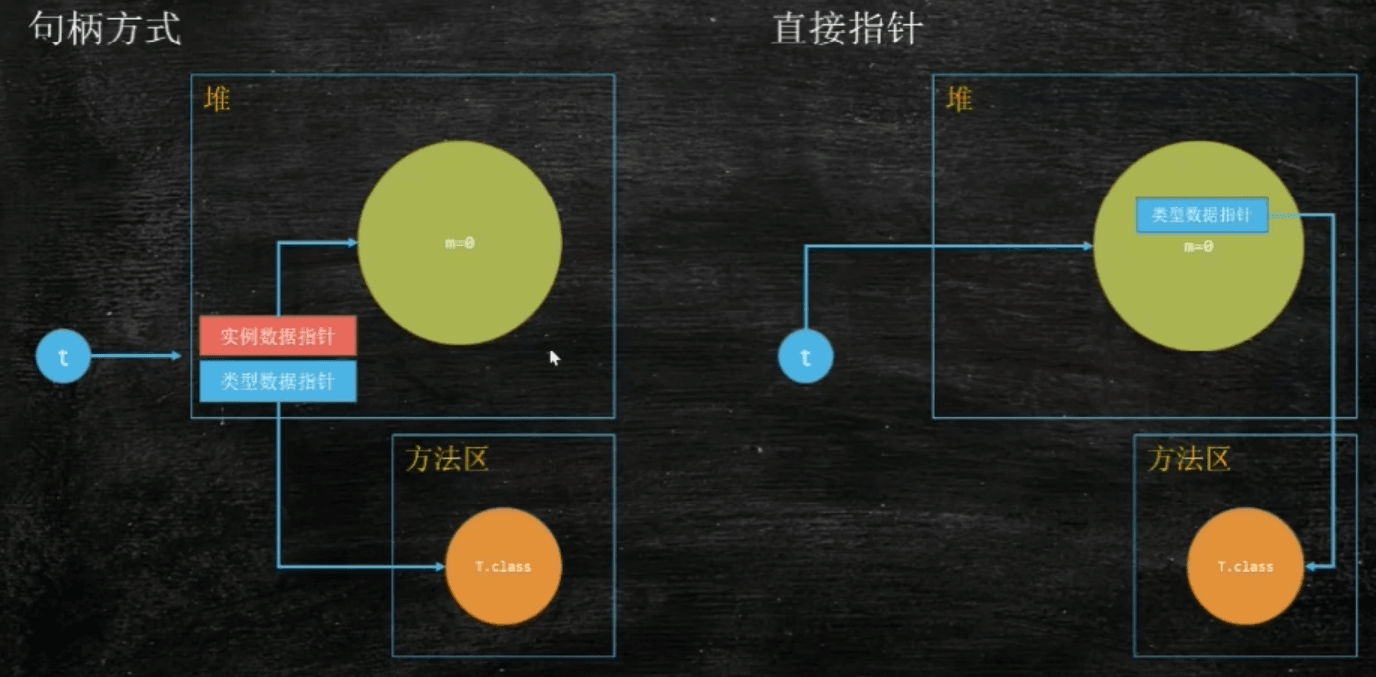 句柄方式
堆
m=0
实例数据指针
t
类型数据指针
方法区
T.class
直接指针
堆
类型数据指针
m=0
t
方法区
T.class